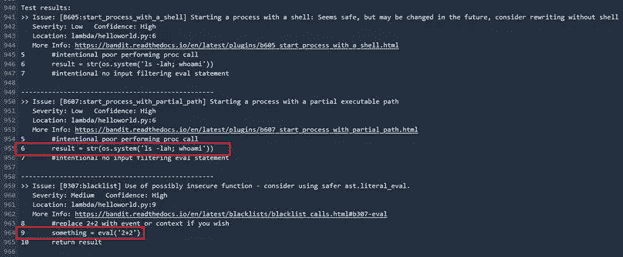 940 Test results:
941 >> Issue: [B605:start_process_with_a_shell] Starting a process with a shell: Seems safe, but may be changed in the future, consider rewriting without shell
942 Severity: Low Confidence: High
943 Location: lambda/helloworld.py:6
944 More Info: https://bandit.readthedocs.io/en/latest/plugins/b605_start_process_with_a_shell.html
945 5 #intentional poor performing proc call
946 6 result = str(os.system('ls -lah; whoami'))
947 7 #intentional no input filtering eval statement
948
949 --------------------------------------------------
950 >> Issue: [B607:start_process_with_partial_path] Starting a process with a partial executable path
951 Severity: Low Confidence: High
952 Location: lambda/helloworld.py:6
953 More Info: https://bandit.readthedocs.io/en/latest/plugins/b607_start_process_with_partial_path.html
954 5 #intentional poor performing proc call
955 6 result = str(os.system('ls -lah; whoami'))
956 7 #intentional no input filtering eval statement
957
958 --------------------------------------------------
959 >> Issue: [B307:blacklist] Use of possibly insecure function - consider using safer ast.literal_eval.
960 Severity: Medium Confidence: High
961 Location: lambda/helloworld.py:9
962 More Info: https://bandit.readthedocs.io/en/latest/blacklists/blacklist_calls.html#b307-eval
963 8 #replace 2+2 with event or context if you wish
964 9 something = eval('2+2')
965 10 return result
966